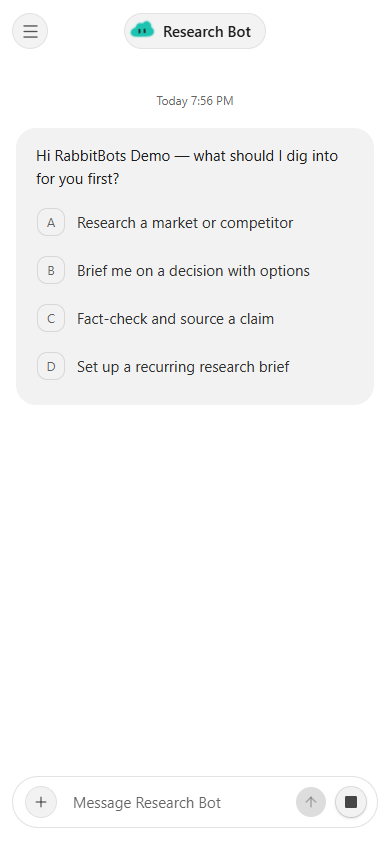 Research Bot
Today 7:56 PM
Hi RabbitBots Demo — what should I dig into
for you first?
A Research a market or competitor
B Brief me on a decision with options
C Fact-check and source a claim
D Set up a recurring research brief
Message Research Bot